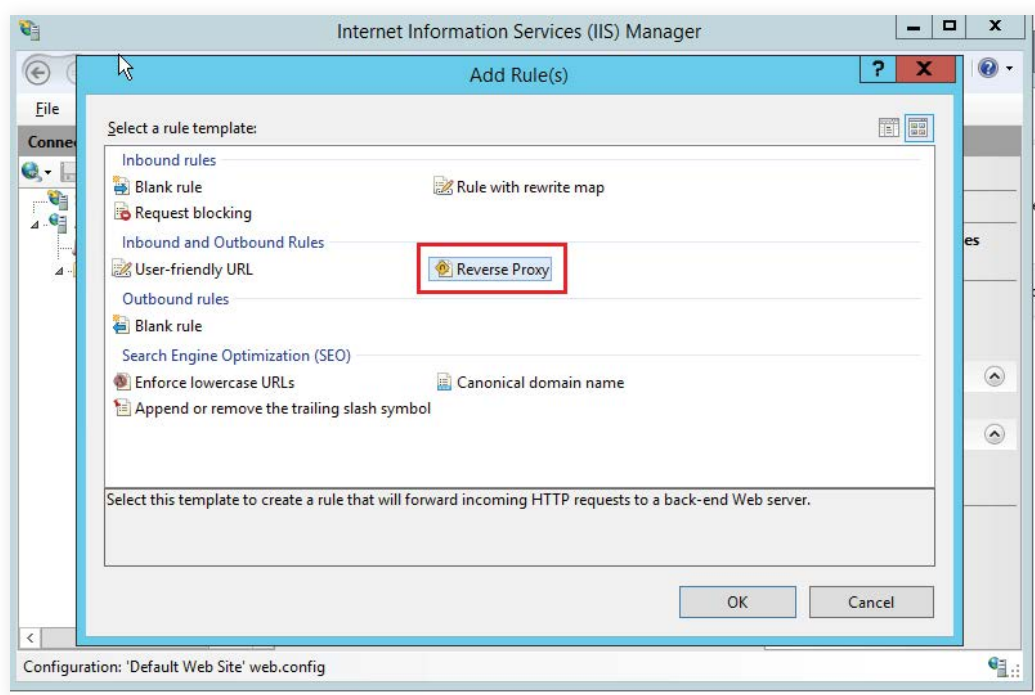 Internet Information Services (IIS) Manager
Add Rule(s)
File
Select a rule template:
Inbound rules
Blank rule
Rule with rewrite map
Request blocking
Inbound and Outbound Rules
User-friendly URL
Reverse Proxy
Outbound rules
Blank rule
Search Engine Optimization (SEO)
Enforce lowercase URLs
Canonical domain name
Append or remove the trailing slash symbol
Select this template to create a rule that will forward incoming HTTP requests to a back-end Web server.
OK
Cancel
Configuration: 'Default Web Site' web.config